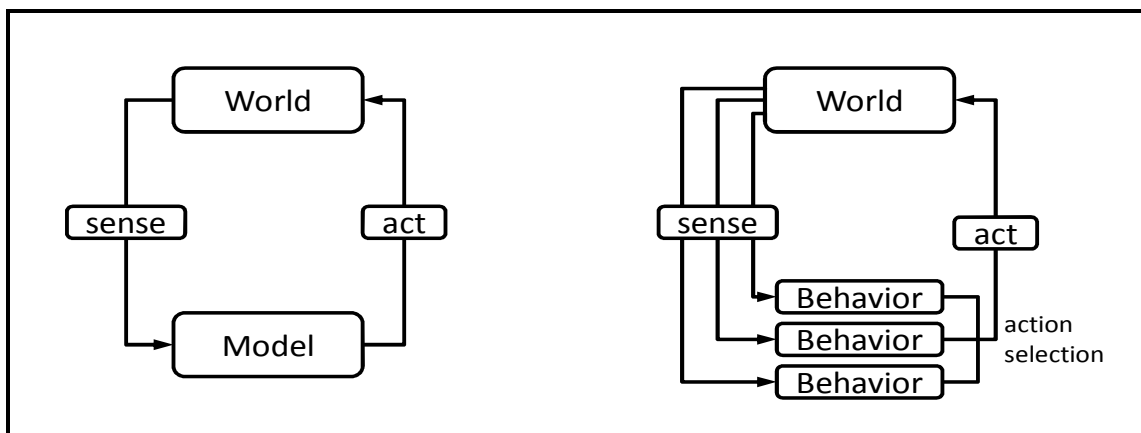 World
sense
act
Model
World
sense
act
Behavior
Behavior
Behavior
action
selection